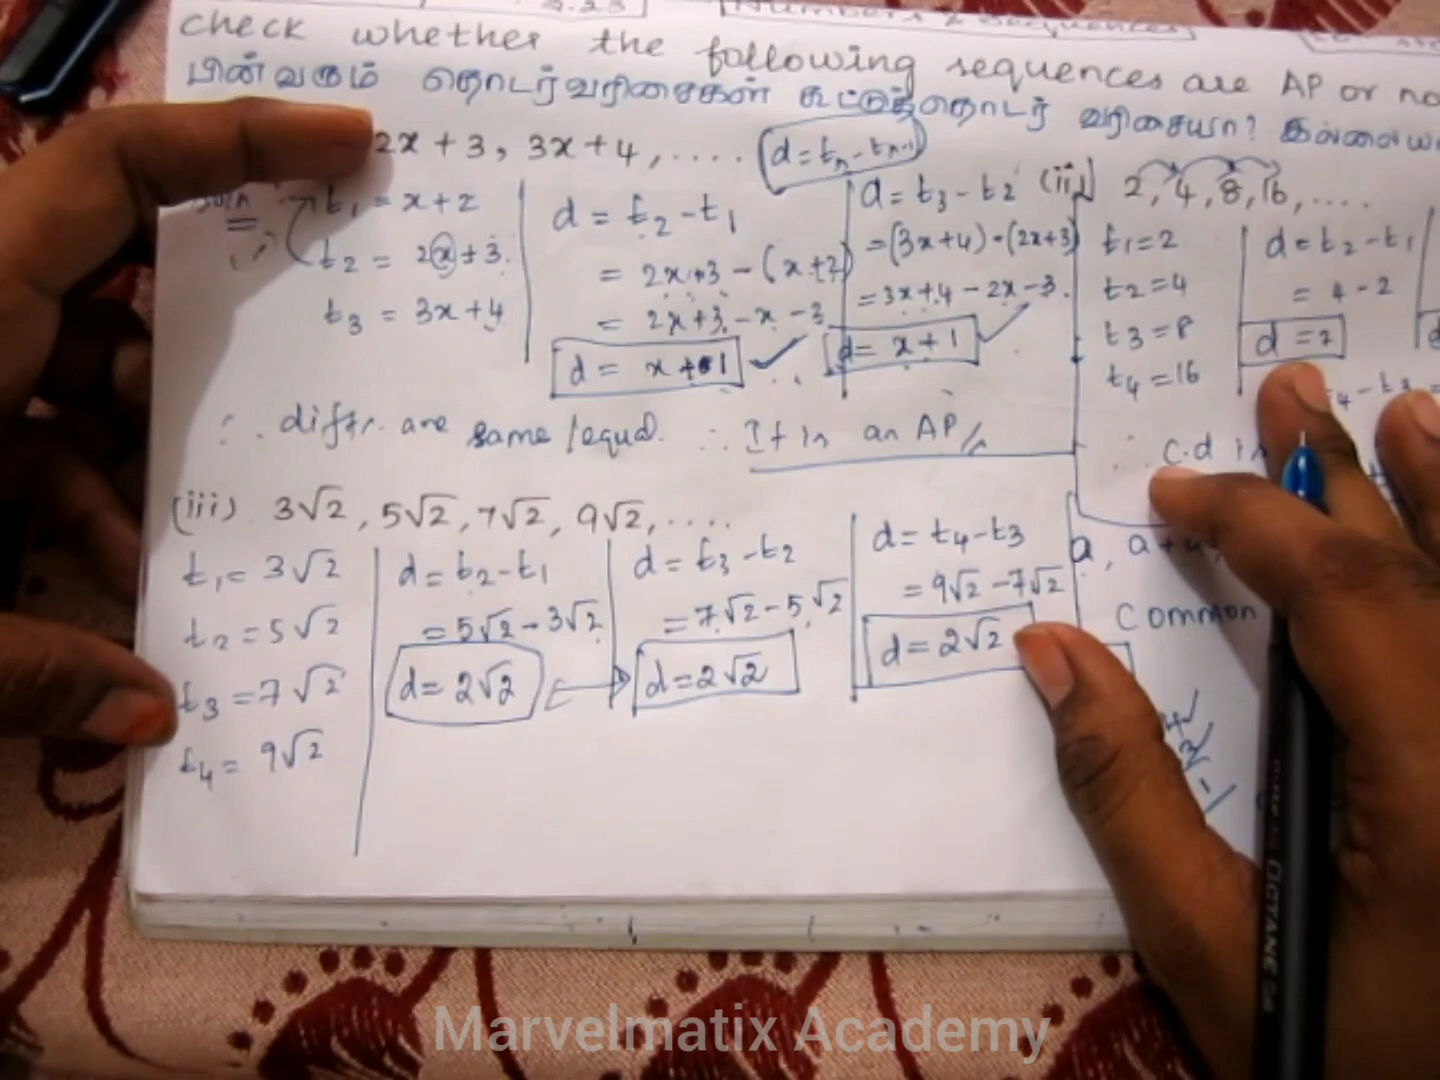 check whether the following sequences are AP or no
பின்வரும் தொடர்வரிசைகள் கூட்டுத்தொடர் வரிசையா?
2x + 3, 3x + 4, .... d = tn - tn-1
Soln
t1 = x + 2
t2 = 2x + 3
t3 = 3x + 4
d = t2 - t1
= 2x + 3 - (x + 2)
= 2x + 3 - x - 2
d = x + 1
d = t3 - t2
= (3x+4) - (2x+3)
= 3x + 4 - 2x - 3
d = x + 1
∴ diffr. are same / equal. ∴ It is an AP //
(ii) 2, 4, 8, 16, ....
t1 = 2
t2 = 4
t3 = 8
t4 = 16
d = t2 - t1
= 4 - 2
d = 2
∴ c.d
(iii) 3√2, 5√2, 7√2, 9√2, ....
t1 = 3√2
t2 = 5√2
t3 = 7√2
t4 = 9√2
d = t2 - t1
= 5√2 - 3√2
d = 2√2
d = t3 - t2
= 7√2 - 5√2
d = 2√2
d = t4 - t3
= 9√2 - 7√2
d = 2√2
Common
OCTANE Gel
Marvelmatix Academy